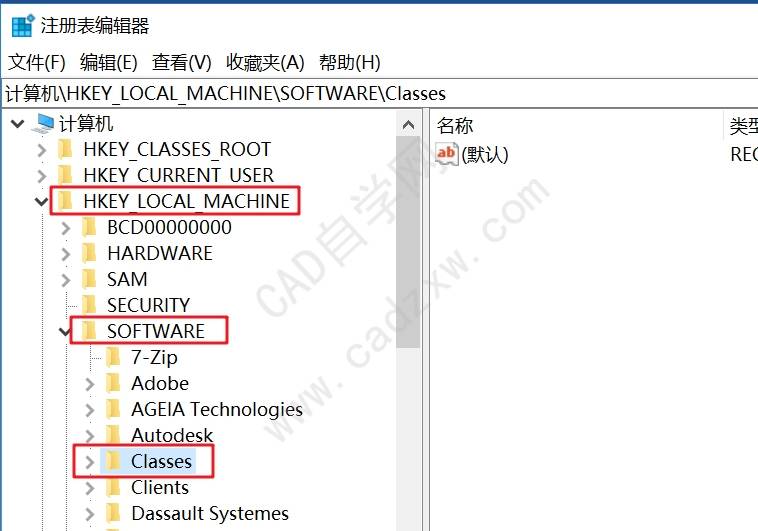 注册表编辑器
文件(F) 编辑(E) 查看(V) 收藏夹(A) 帮助(H)
计算机\HKEY_LOCAL_MACHINE\SOFTWARE\Classes
计算机
HKEY_CLASSES_ROOT
HKEY_CURRENT_USER
HKEY_LOCAL_MACHINE
BCD00000000
HARDWARE
SAM
SECURITY
SOFTWARE
7-Zip
Adobe
AGEIA Technologies
Autodesk
Classes
Clients
Dassault Systemes
名称 类型
ab (默认) REG
CAD自学网
www.cadzxw.com